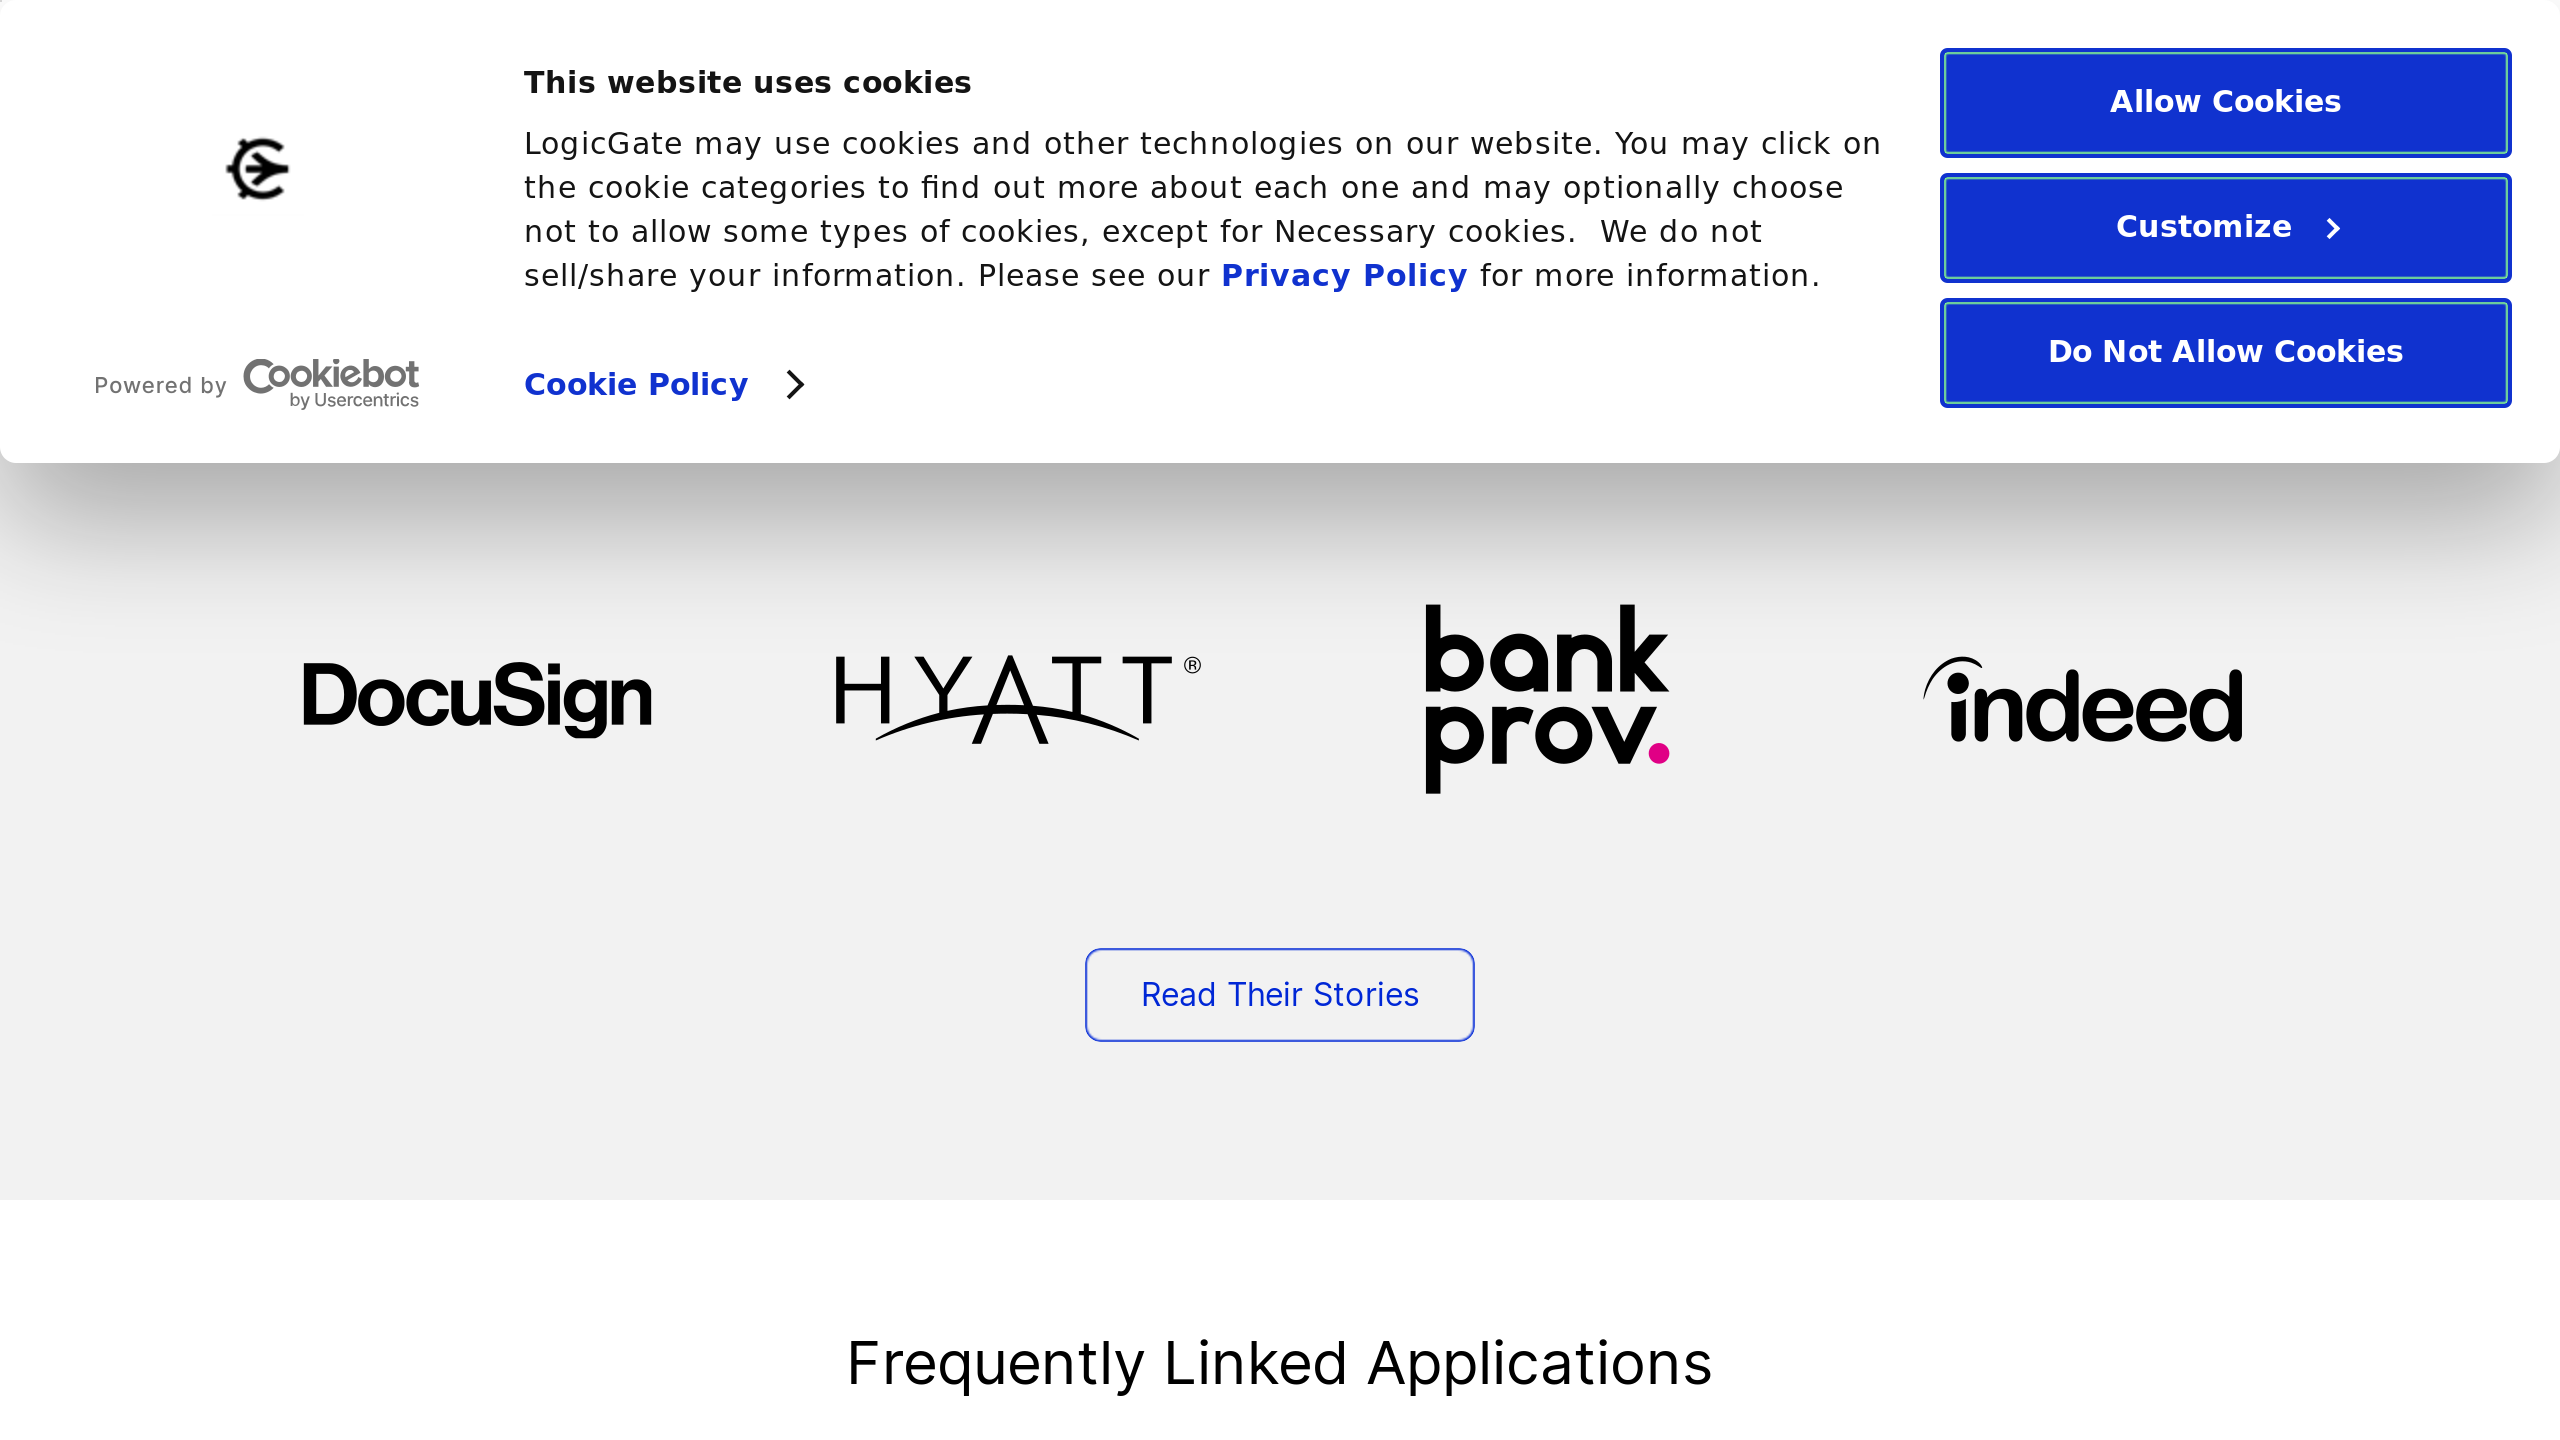 This website uses cookies
LogicGate may use cookies and other technologies on our website. You may click on
the cookie categories to find out more about each one and may optionally choose
not to allow some types of cookies, except for Necessary cookies.  We do not
sell/share your information. Please see our Privacy Policy for more information.
Cookie Policy
Powered by Cookiebot
by Usercentrics
Allow Cookies
Customize
Do Not Allow Cookies
DocuSign
HYATT®
bank
prov.
indeed
Read Their Stories
Frequently Linked Applications